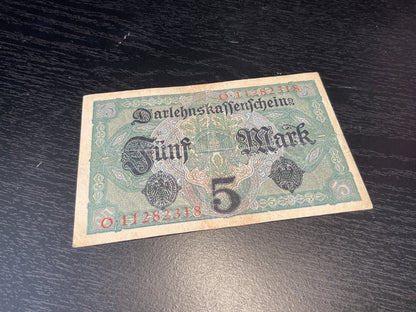 O·11282318
Darlehnskassenschein
Fünf Mark
5
O·11282318